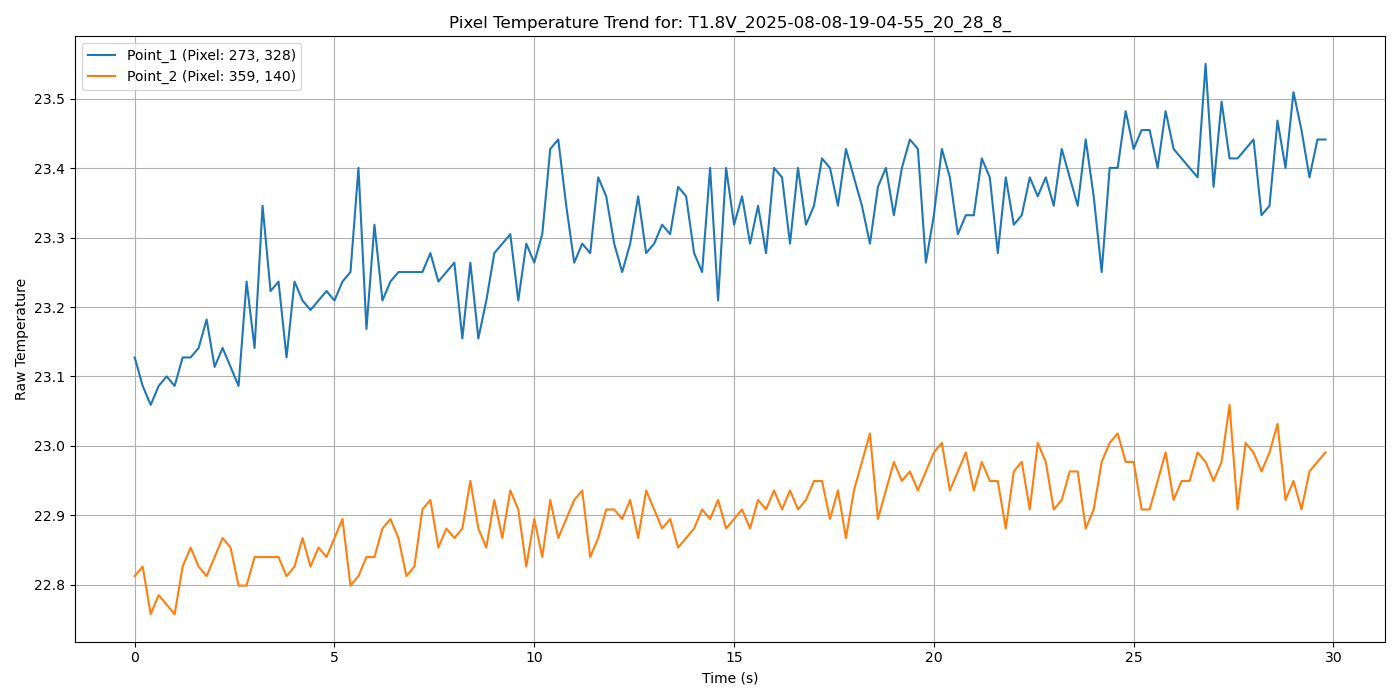 Pixel Temperature Trend for: T1.8V_2025-08-08-19-04-55_20_28_8_
Point_1 (Pixel: 273, 328)
Point_2 (Pixel: 359, 140)
Raw Temperature
23.5
23.4
23.3
23.2
23.1
23.0
22.9
22.8
0 5 10 15 20 25 30
Time (s)